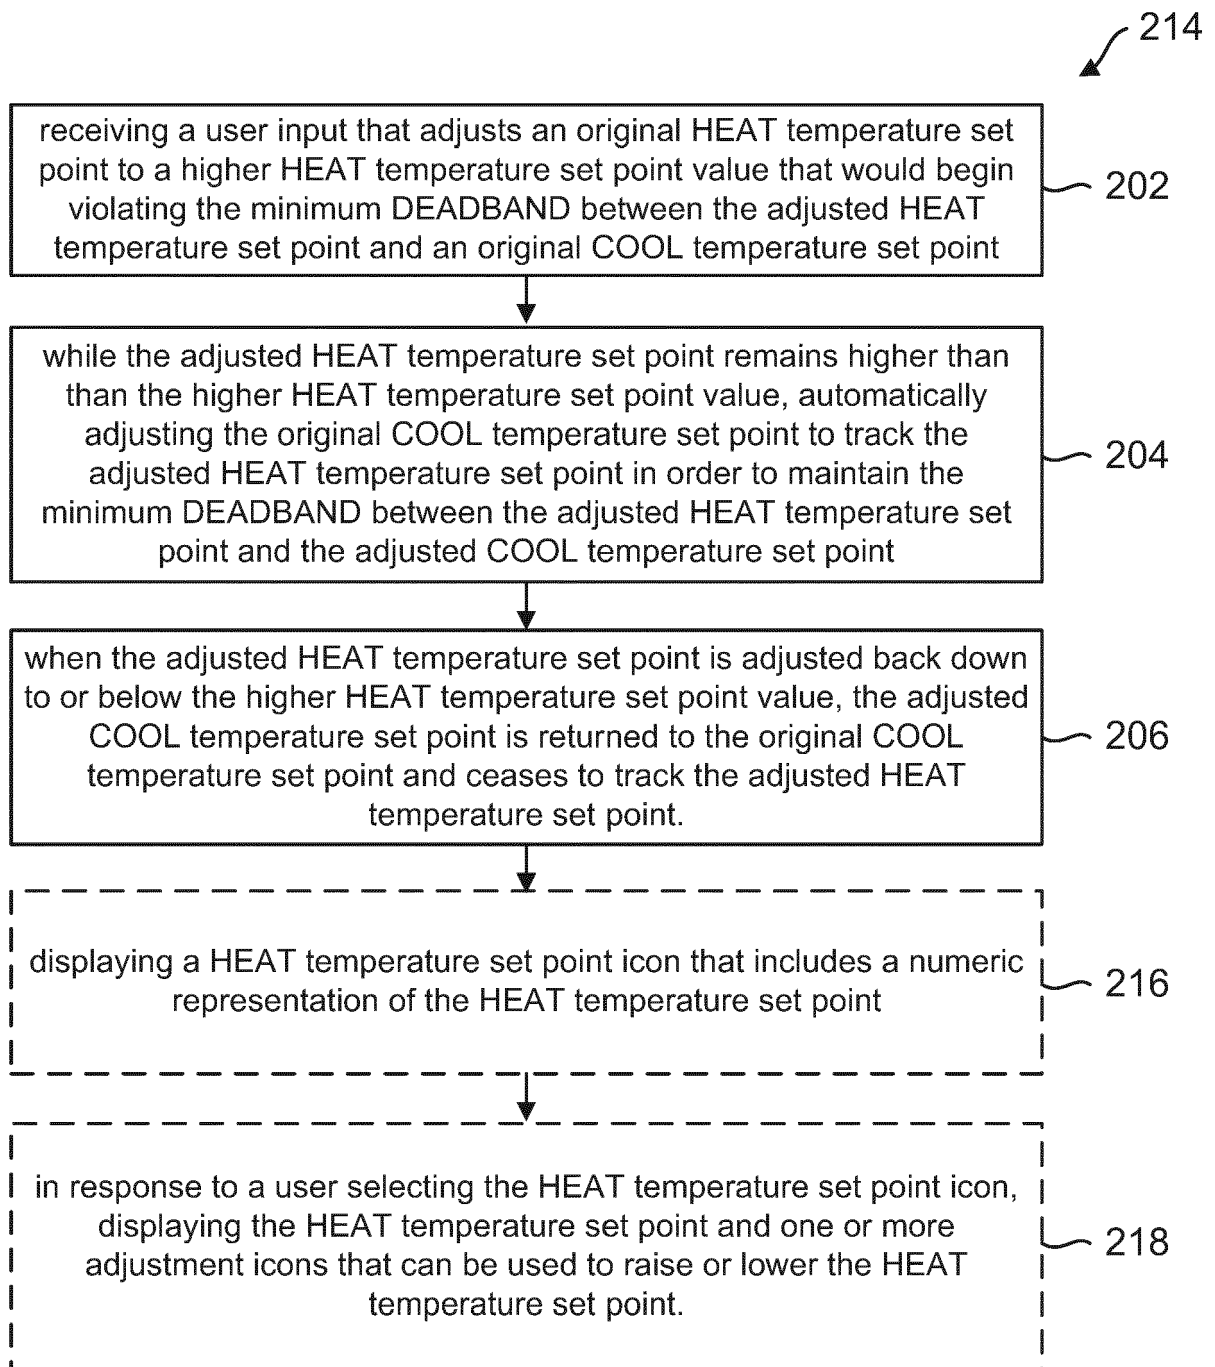 214
receiving a user input that adjusts an original HEAT temperature set
point to a higher HEAT temperature set point value that would begin
violating the minimum DEADBAND between the adjusted HEAT
temperature set point and an original COOL temperature set point
202
while the adjusted HEAT temperature set point remains higher than
than the higher HEAT temperature set point value, automatically
adjusting the original COOL temperature set point to track the
adjusted HEAT temperature set point in order to maintain the
minimum DEADBAND between the adjusted HEAT temperature set
point and the adjusted COOL temperature set point
204
when the adjusted HEAT temperature set point is adjusted back down
to or below the higher HEAT temperature set point value, the adjusted
COOL temperature set point is returned to the original COOL
temperature set point and ceases to track the adjusted HEAT
temperature set point.
206
displaying a HEAT temperature set point icon that includes a numeric
representation of the HEAT temperature set point
216
in response to a user selecting the HEAT temperature set point icon,
displaying the HEAT temperature set point and one or more
adjustment icons that can be used to raise or lower the HEAT
temperature set point.
218